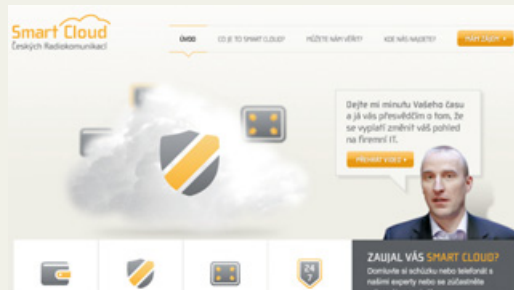 Smart Cloud
Českých Radiokomunikací
ÚVOD
CO JE TO SMART CLOUD?
MŮŽETE NÁM VĚŘIT?
KDE NÁS NAJDETE?
MÁM ZÁJEM
Dejte mi minutu Vašeho času
a já vás přesvědčím o tom, že
se vyplatí změnit váš pohled
na firemní IT.
PŘEHRÁT VIDEO
24
7
ZAUJAL VÁS SMART CLOUD?
Domluvte si schůzku nebo telefonát s
našimi experty nebo se zúčastněte